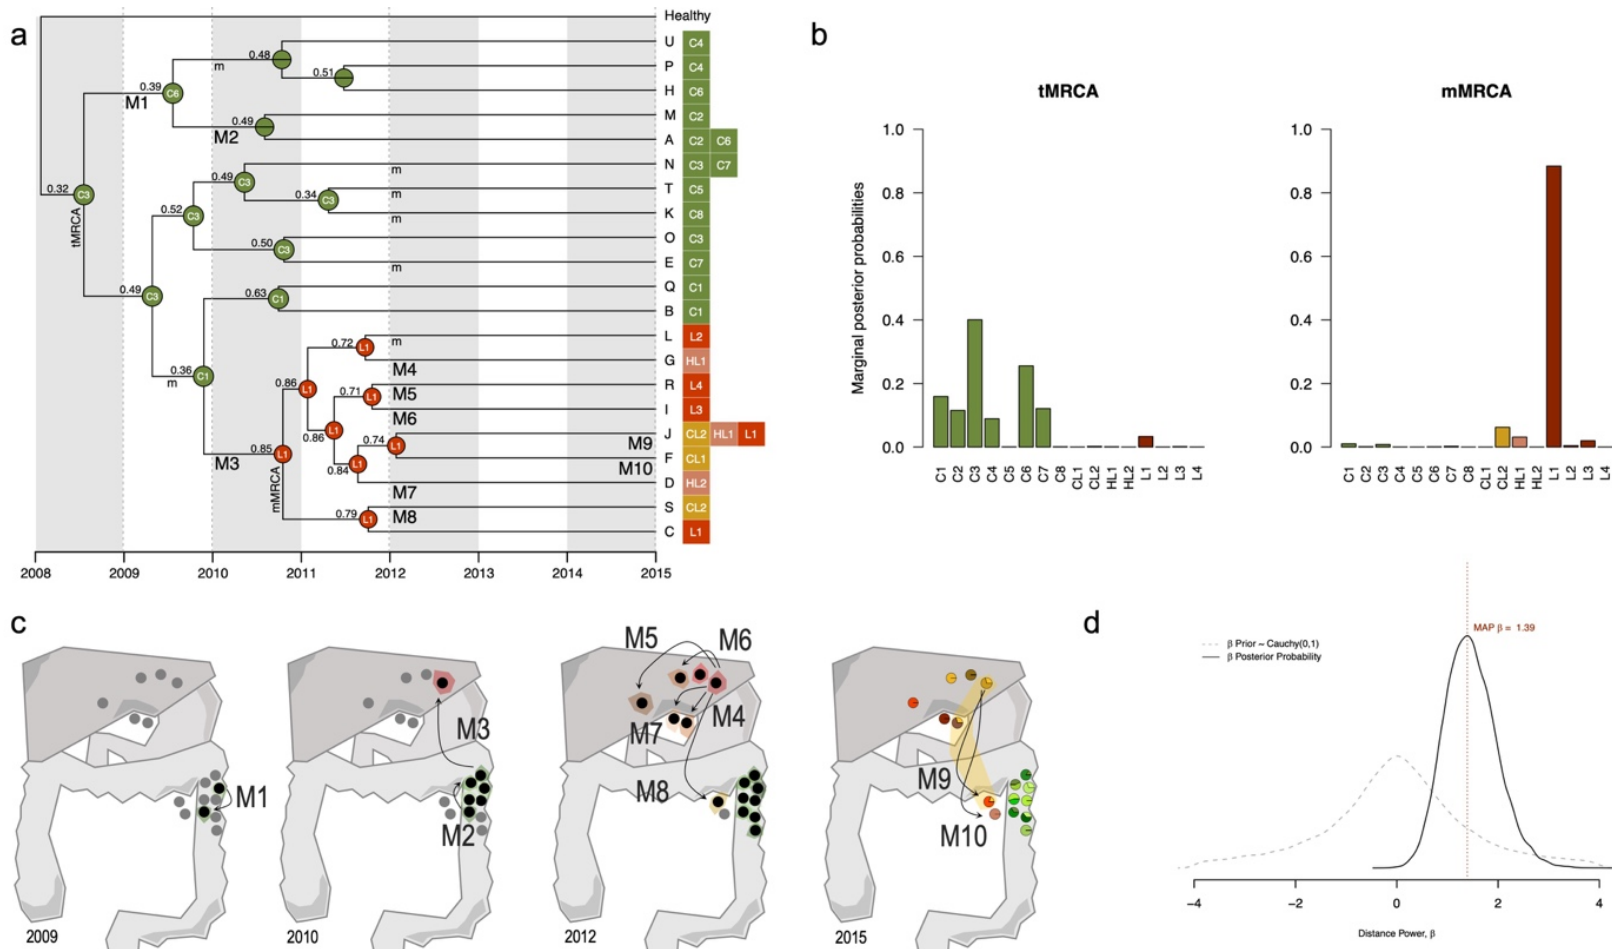 a
Healthy
U C4
P C4
H C6
M C2
A C2 C6
N C3 C7
T C5
K C8
O C3
E C7
Q C1
B C1
L L2
G HL1
R L4
I L3
J CL2 HL1 L1
F CL1
D HL2
S CL2
C L1
0.48
m
0.51
0.39
C6
M1
0.49
M2
0.32
C3
tMRCA
0.49
C3
m
0.34
C3
m
m
0.52
C3
0.50
C3
m
0.49
C3
0.63
C1
0.36
C1
m
0.72
L1
m
M4
0.86
L1
0.71
L1
M5
M6
0.86
L1
0.74
L1
M9
M10
0.84
L1
M7
0.85
L1
M3
mMRCA
0.79
L1
M8
2008 2009 2010 2011 2012 2013 2014 2015
b
tMRCA
Marginal posterior probabilities
1.0
0.8
0.6
0.4
0.2
0.0
C1 C2 C3 C4 C5 C6 C7 C8 CL1 CL2 HL1 HL2 L1 L2 L3 L4
mMRCA
1.0
0.8
0.6
0.4
0.2
0.0
C1 C2 C3 C4 C5 C6 C7 C8 CL1 CL2 HL1 HL2 L1 L2 L3 L4
c
M1
2009
M3
M2
2010
M5 M6
M4
M7
M8
2012
M9
M10
2015
d
MAP β = 1.39
β Prior ~ Cauchy(0,1)
β Posterior Probability
−4 −2 0 2 4
Distance Power, β